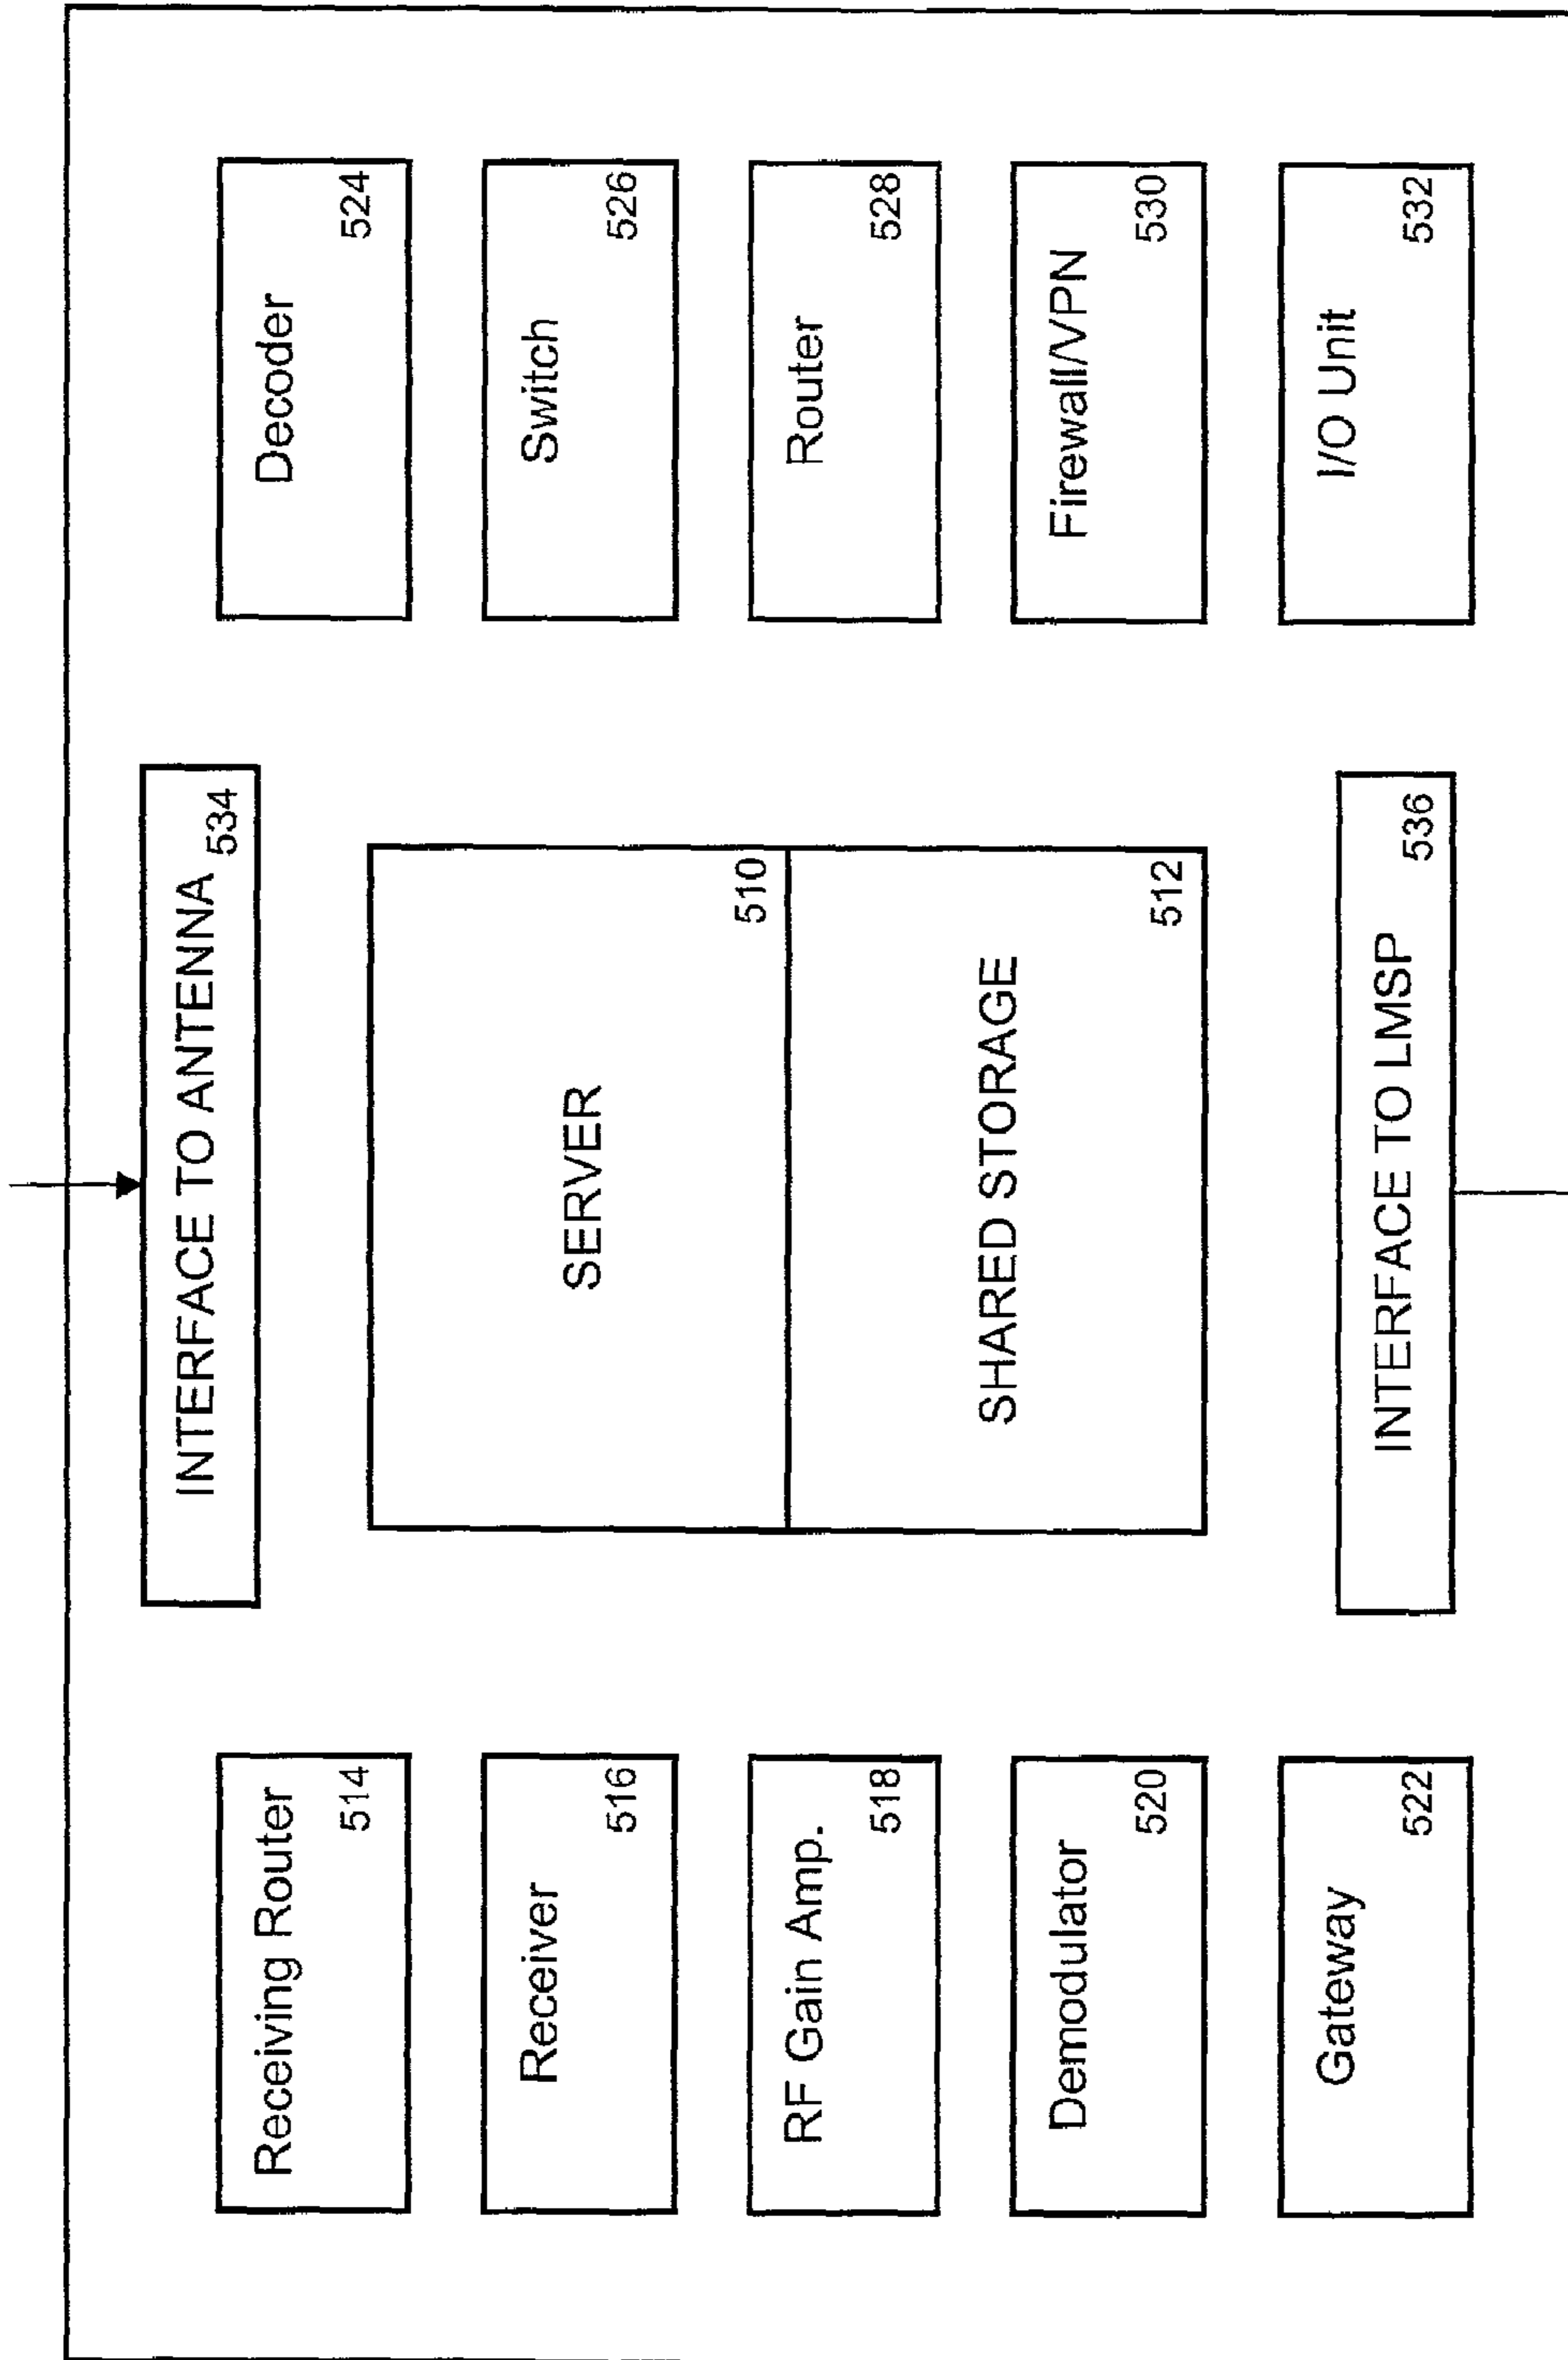 INTERFACE TO ANTENNA
534
Receiving Router
514
Receiver
516
RF Gain Amp.
518
Demodulator
520
Gateway
522
SERVER
510
SHARED STORAGE
512
Decoder
524
Switch
526
Router
528
Firewall/VPN
530
I/O Unit
532
INTERFACE TO LMSP
536